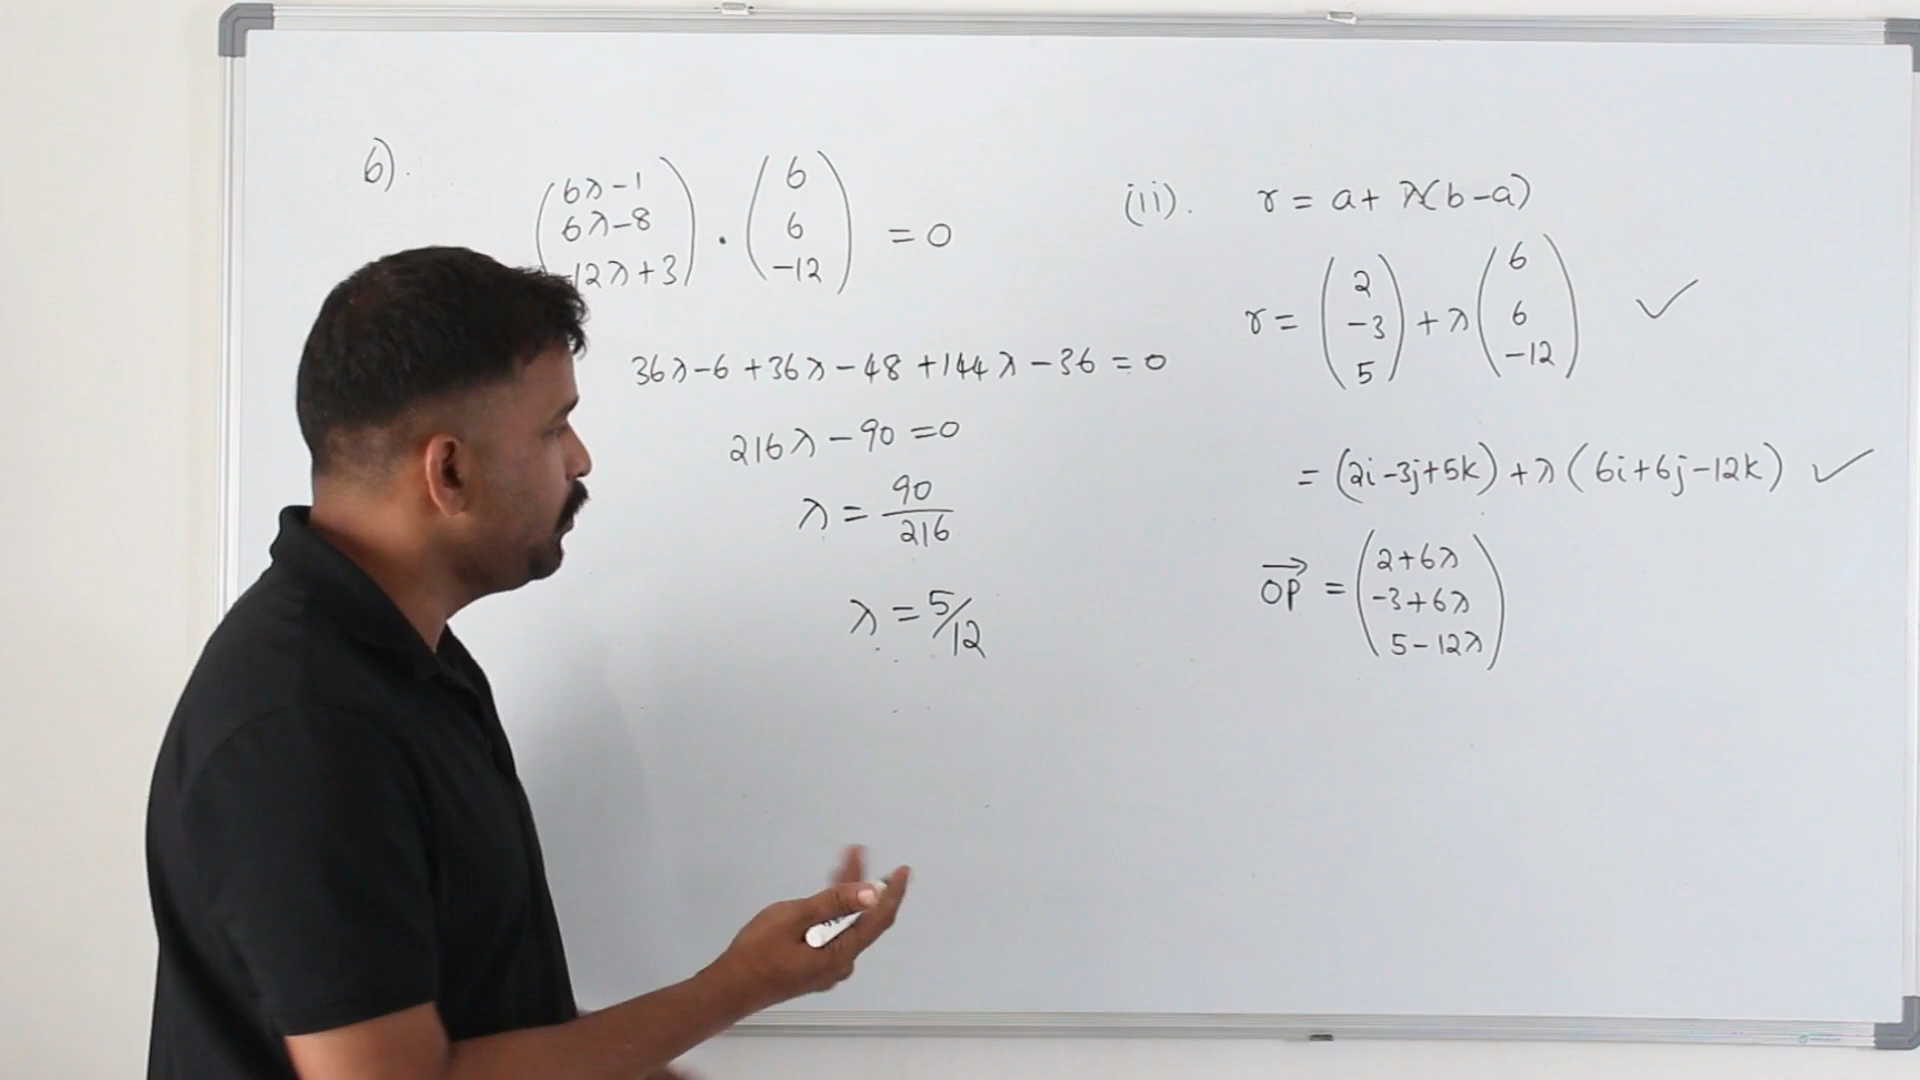 6).
(6λ-1
6λ-8
-12λ+3) . (6
6
-12) = 0
36λ-6+36λ-48+144λ-36 = 0
216λ-90=0
λ = 90/216
λ = 5/12
(ii). r = a+ λ(b-a)
r = (2
-3
5) + λ (6
6
-12) ✓
= (2i-3j+5k)+λ(6i+6j-12k) ✓
→
OP = (2+6λ
-3+6λ
5-12λ)